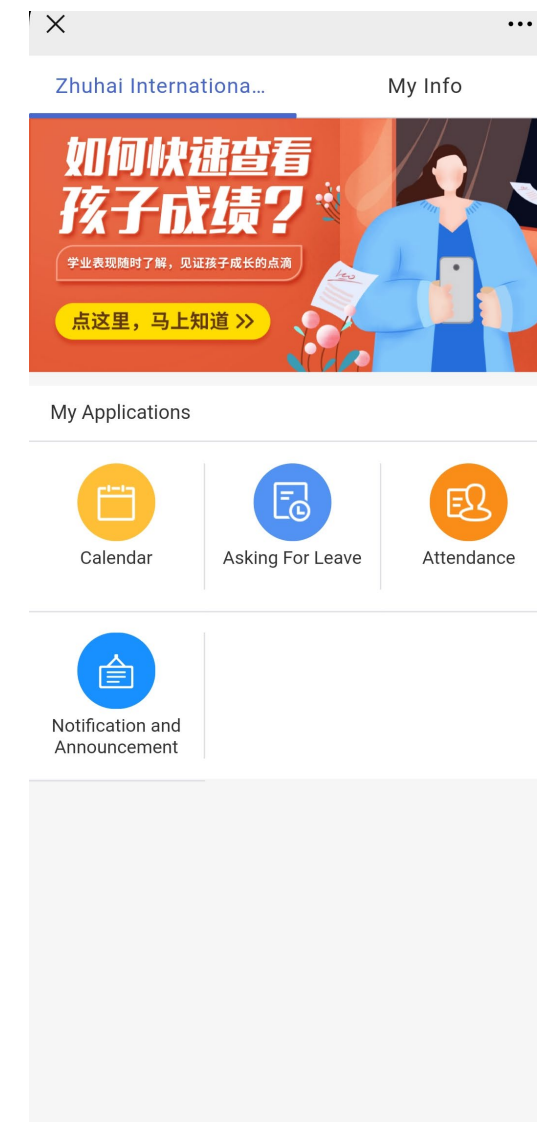 Zhuhai Internationa...
My Info
如何快速查看
孩子成绩?
学业表现随时了解，见证孩子成长的点滴
点这里，马上知道 >>
My Applications
Calendar
Asking For Leave
Attendance
Notification and
Announcement